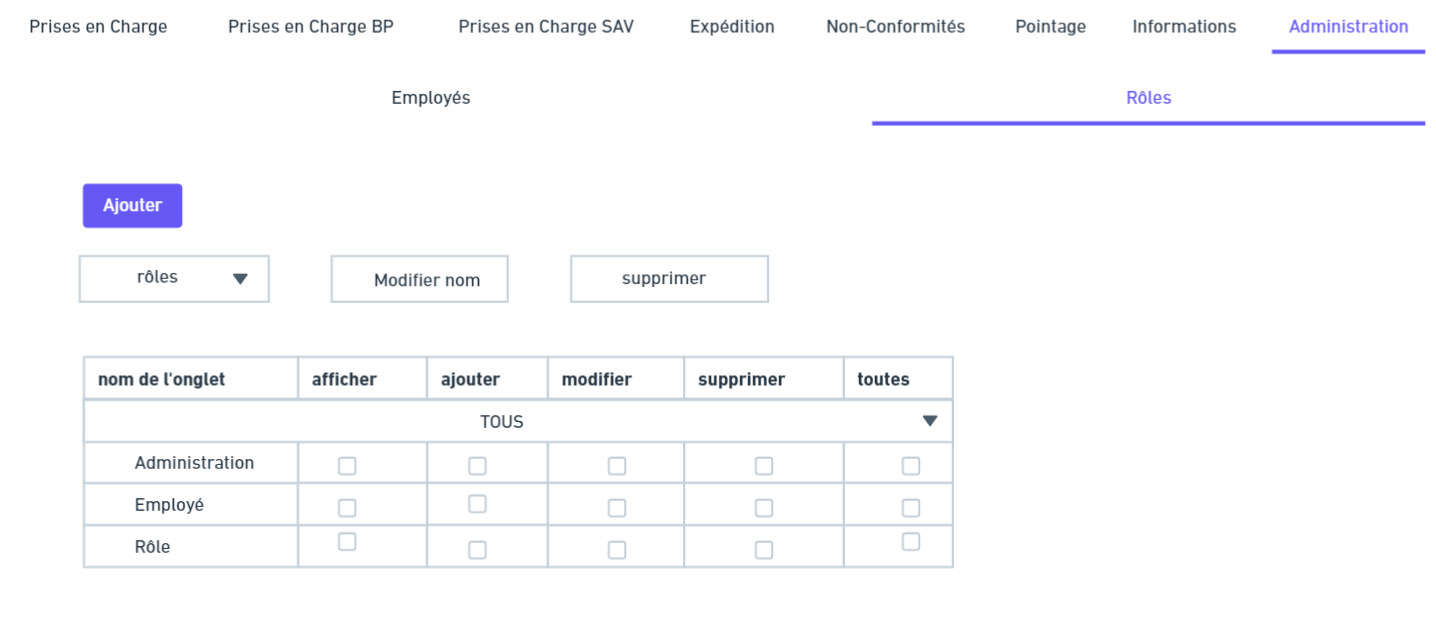 Prises en Charge Prises en Charge BP Prises en Charge SAV Expédition Non-Conformités Pointage Informations Administration
Employés Rôles
Ajouter
rôles Modifier nom supprimer
nom de l'onglet afficher ajouter modifier supprimer toutes
TOUS
Administration
Employé
Rôle